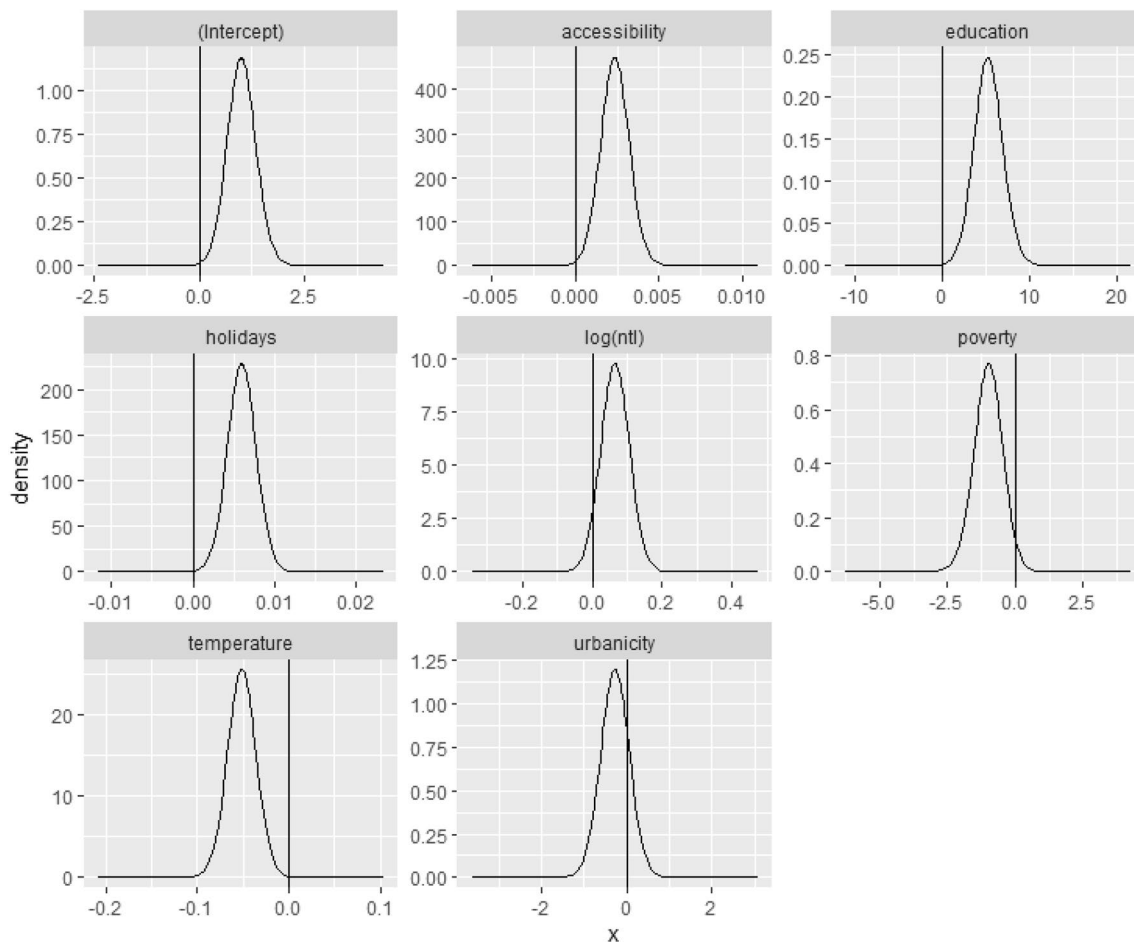 (Intercept)
accessibility
education
1.00
0.75
0.50
0.25
0.00
400
300
200
100
0
0.25
0.20
0.15
0.10
0.05
0.00
-2.5 0.0 2.5
-0.005 0.000 0.005 0.010
-10 0 10 20
holidays
log(ntl)
poverty
density
200
150
100
50
0
10.0
7.5
5.0
2.5
0.0
0.8
0.6
0.4
0.2
0.0
-0.01 0.00 0.01 0.02
-0.2 0.0 0.2 0.4
-5.0 -2.5 0.0 2.5
temperature
urbanicity
20
10
0
1.25
1.00
0.75
0.50
0.25
0.00
-0.2 -0.1 0.0 0.1
-2 0 2
x